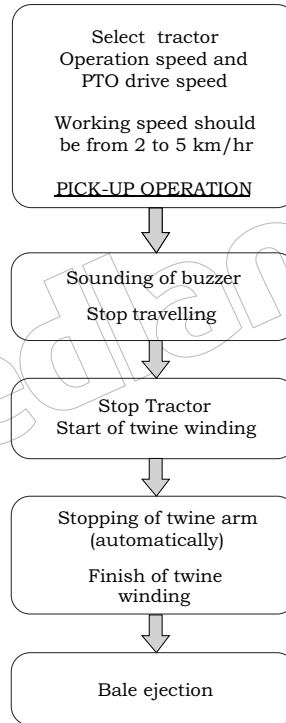 Select tractor
Operation speed and
PTO drive speed
Working speed should
be from 2 to 5 km/hr
PICK-UP OPERATION
Sounding of buzzer
Stop travelling
Stop Tractor
Start of twine winding
Stopping of twine arm
(automatically)
Finish of twine
winding
Bale ejection